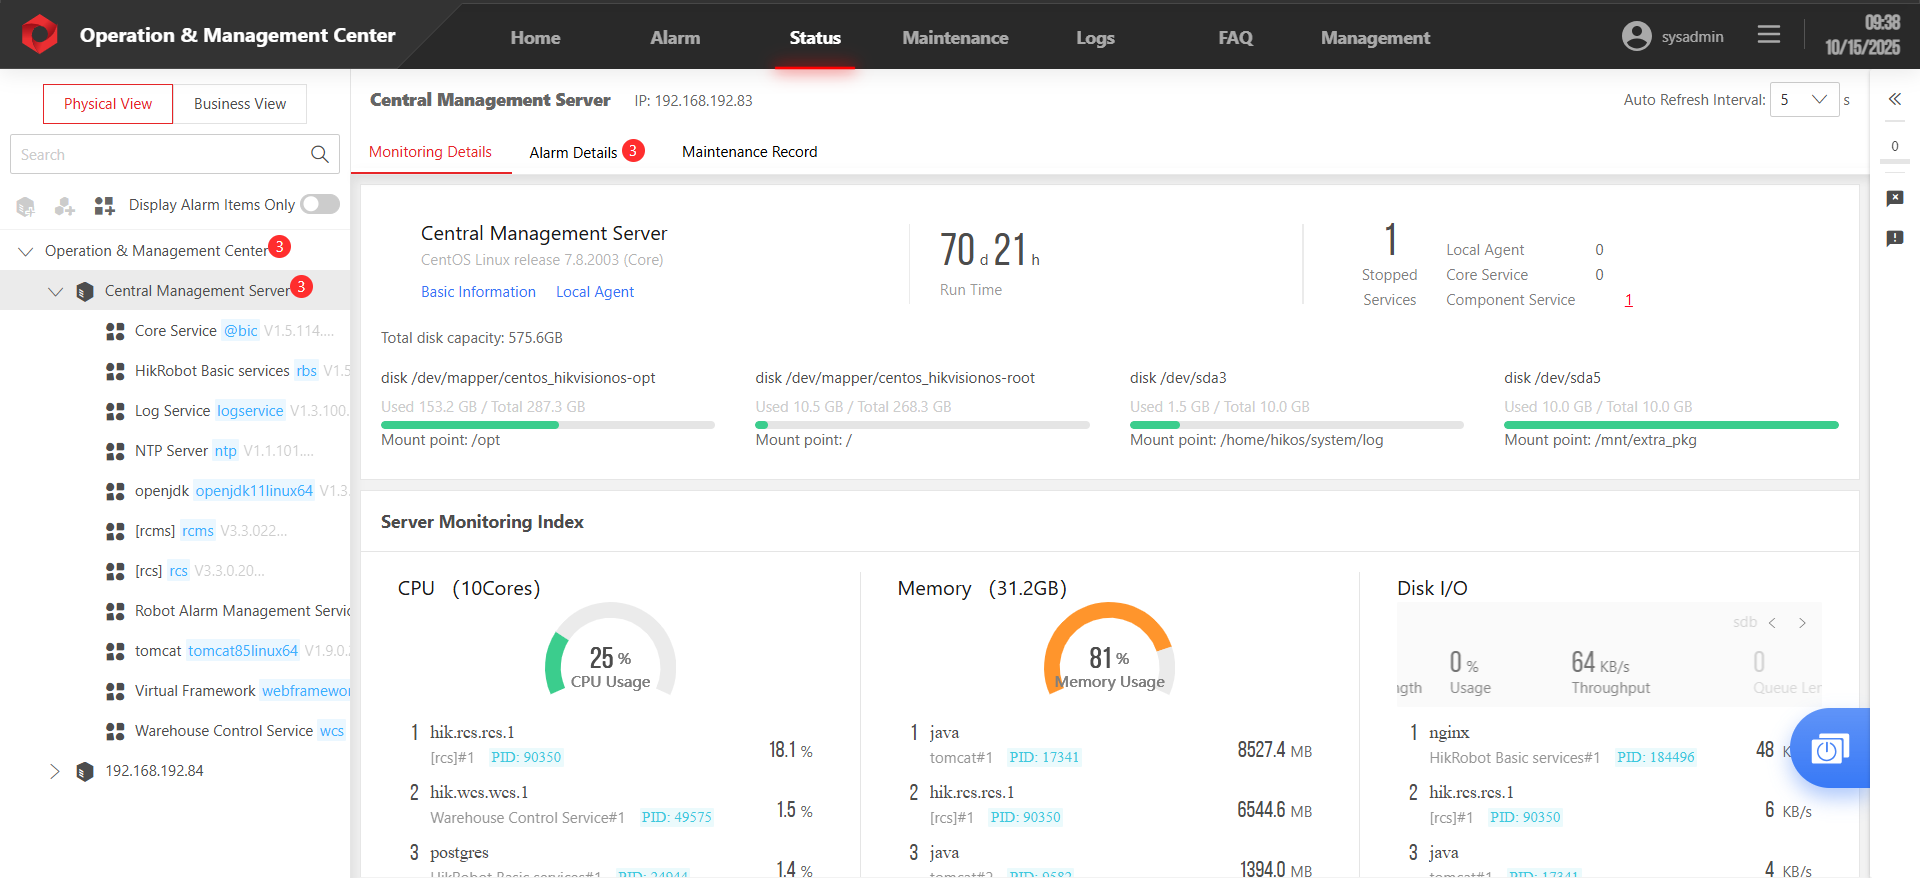 Operation & Management Center
Home
Alarm
Status
Maintenance
Logs
FAQ
Management
sysadmin
09:38
10/15/2025
Physical View
Business View
Search
Display Alarm Items Only
Operation & Management Center 3
Central Management Server 3
Core Service @bic V1.5.114....
HikRobot Basic services rbs V1.5
Log Service logservice V1.3.100.
NTP Server ntp V1.1.101....
openjdk openjdk11linux64 V1.3.
[rcms] rcms V3.3.022...
[rcs] rcs V3.3.0.20...
Robot Alarm Management Servic
tomcat tomcat85linux64 V1.9.0.
Virtual Framework webframewor
Warehouse Control Service wcs
192.168.192.84
Central Management Server IP: 192.168.192.83
Auto Refresh Interval: 5 s
Monitoring Details
Alarm Details 3
Maintenance Record
Central Management Server
CentOS Linux release 7.8.2003 (Core)
Basic Information Local Agent
70 d 21 h
Run Time
1
Stopped
Services
Local Agent 0
Core Service 0
Component Service 1
Total disk capacity: 575.6GB
disk /dev/mapper/centos_hikvisionos-opt
Used 153.2 GB / Total 287.3 GB
Mount point: /opt
disk /dev/mapper/centos_hikvisionos-root
Used 10.5 GB / Total 268.3 GB
Mount point: /
disk /dev/sda3
Used 1.5 GB / Total 10.0 GB
Mount point: /home/hikos/system/log
disk /dev/sda5
Used 10.0 GB / Total 10.0 GB
Mount point: /mnt/extra_pkg
Server Monitoring Index
CPU (10Cores)
25 %
CPU Usage
1 hik.rcs.rcs.1
[rcs]#1 PID: 90350
18.1 %
2 hik.wcs.wcs.1
Warehouse Control Service#1 PID: 49575
1.5 %
3 postgres
HikRobot Basic services#1 PID: 24944
1.4 %
Memory (31.2GB)
81 %
Memory Usage
1 java
tomcat#1 PID: 17341
8527.4 MB
2 hik.rcs.rcs.1
[rcs]#1 PID: 90350
6544.6 MB
3 java
tomcat#2 PID: 9582
1394.0 MB
Disk I/O
sdb
ngth
0 %
Usage
64 KB/s
Throughput
0
Queue Ler
1 nginx
HikRobot Basic services#1 PID: 184496
48 K
2 hik.rcs.rcs.1
[rcs]#1 PID: 90350
6 KB/s
3 java
tomcat#1 PID: 17341
4 KB/s
0